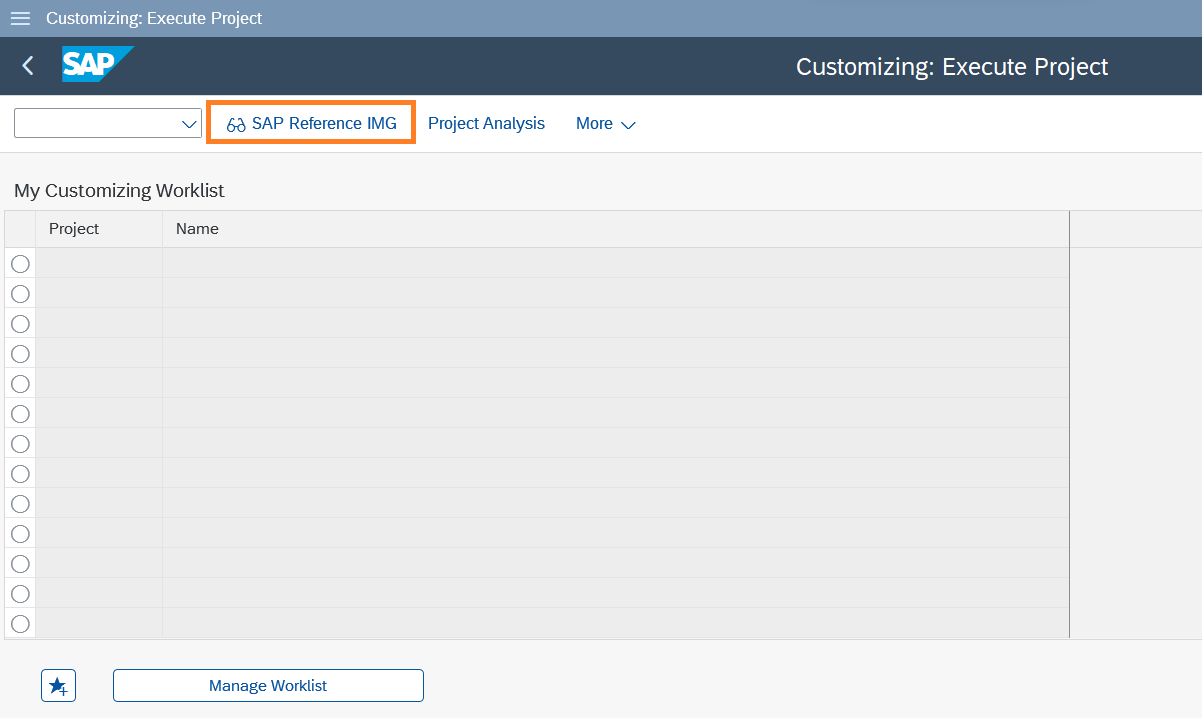 Customizing: Execute Project
SAP Customizing: Execute Project
SAP Reference IMG Project Analysis More
My Customizing Worklist
Project Name
Manage Worklist